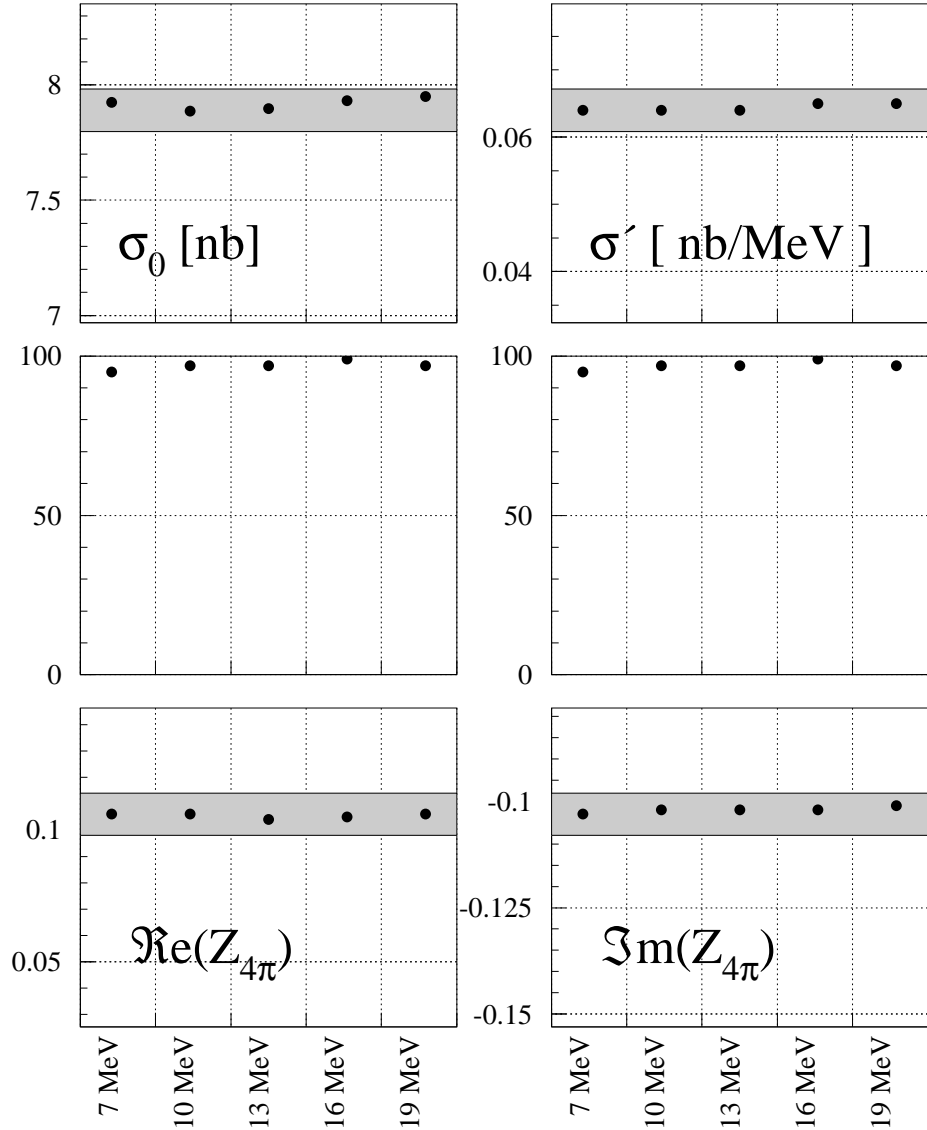 8
7.5
7
σ0 [nb]
0.06
0.04
σ´ [ nb/MeV ]
100
50
0
100
50
0
0.1
0.05
ℜe(Z4π)
-0.1
-0.125
-0.15
ℑm(Z4π)
7 MeV
10 MeV
13 MeV
16 MeV
19 MeV
7 MeV
10 MeV
13 MeV
16 MeV
19 MeV